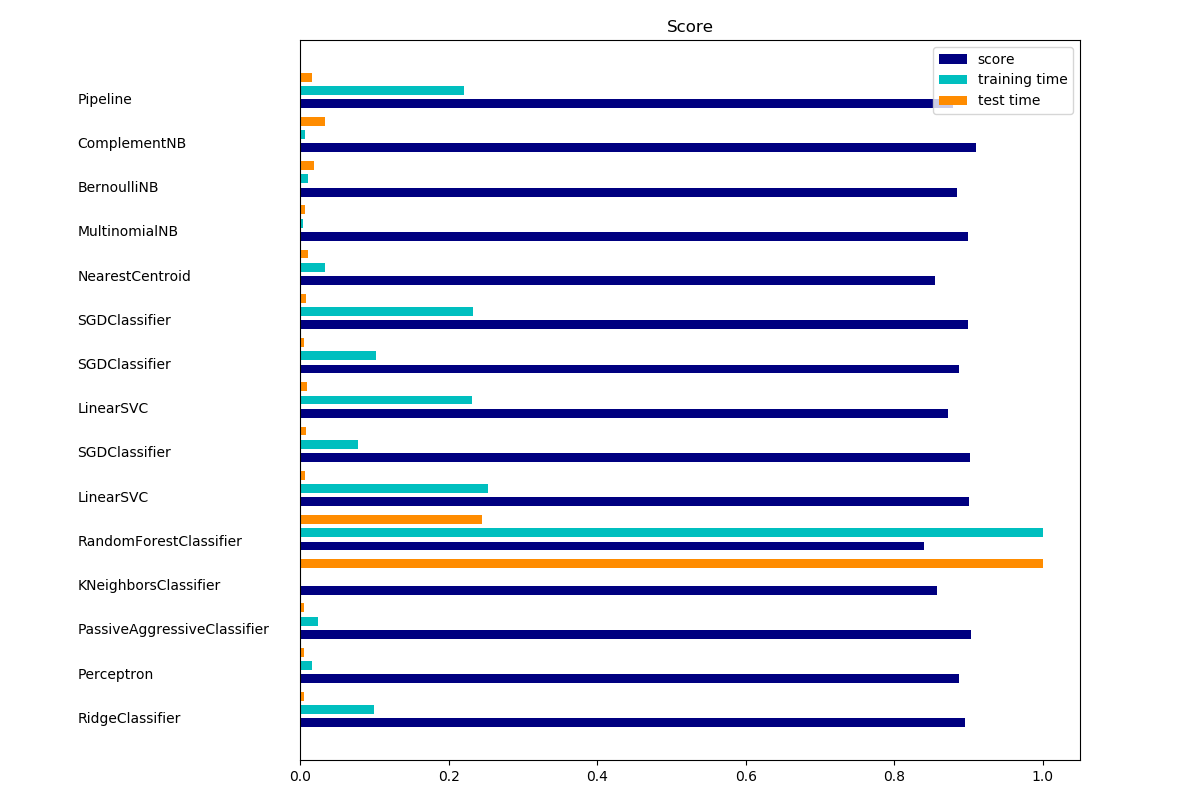 Score
score
training time
test time
Pipeline
ComplementNB
BernoulliNB
MultinomialNB
NearestCentroid
SGDClassifier
SGDClassifier
LinearSVC
SGDClassifier
LinearSVC
RandomForestClassifier
KNeighborsClassifier
PassiveAggressiveClassifier
Perceptron
RidgeClassifier
0.0 0.2 0.4 0.6 0.8 1.0